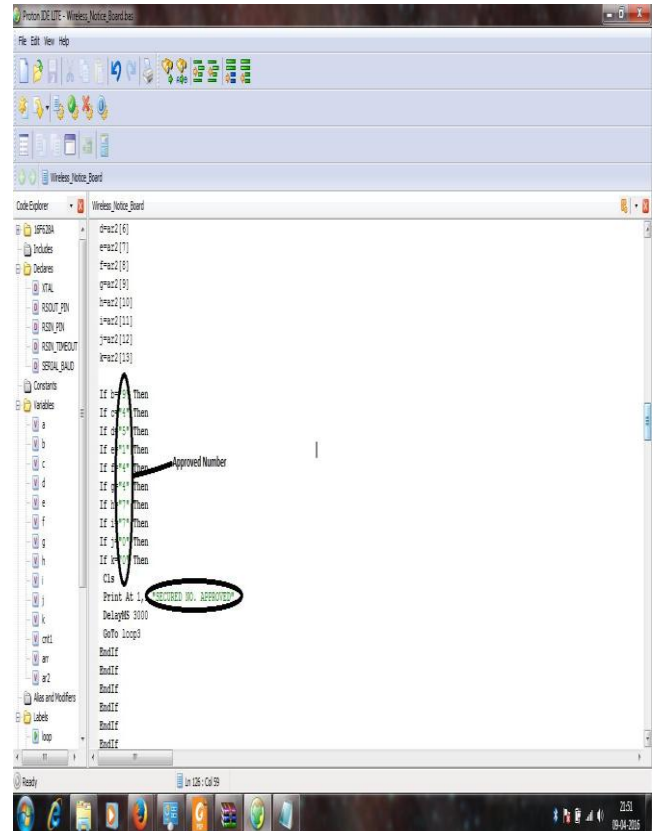 Proton IDE LITE - Wireless_Notice_Board.bas
File Edit View Help
Wireless_Notice_Board
Code Explorer
Wireless_Notice_Board
16F628A
Includes
Declares
XTAL
RSOUT_PIN
RSIN_PIN
RSIN_TIMEOUT
SERIAL_BAUD
Constants
Variables
a
b
c
d
e
f
g
h
i
j
k
cnt1
arr
ar2
Alias and Modifiers
Labels
loop
d=ar2[6]
e=ar2[7]
f=ar2[8]
g=ar2[9]
h=ar2[10]
i=ar2[11]
j=ar2[12]
k=ar2[13]
If b="9" Then
If c="4" Then
If d="5" Then
If e="1" Then
If f="4" Then
If g="4" Then
If h="7" Then
If i="7" Then
If j="0" Then
If k="0" Then
Approved Number
Cls
Print At 1, "SECURED NO. APPROVED"
DelayMS 3000
GoTo loop3
EndIf
EndIf
EndIf
EndIf
EndIf
EndIf
Ready
Ln 126 : Col 59
21:51
09-04-2016